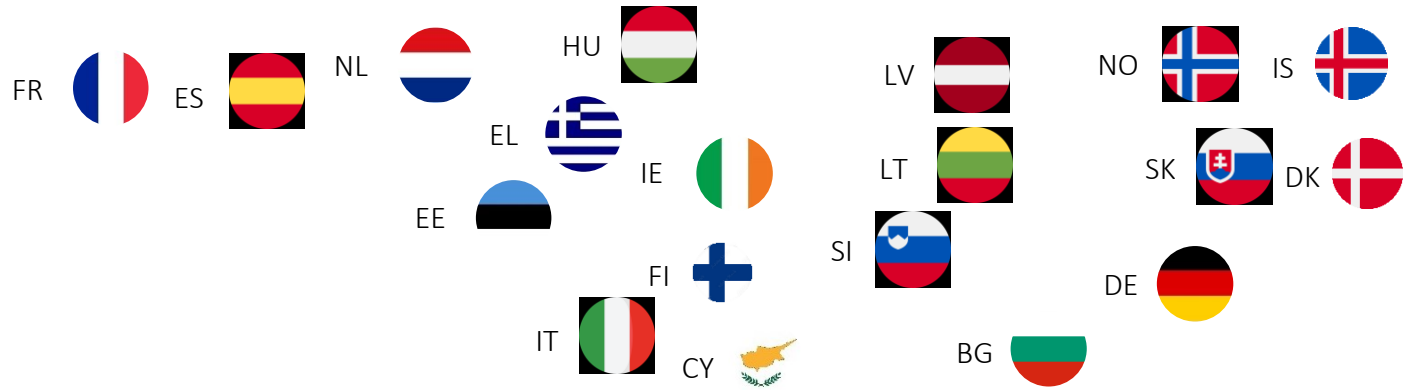 FR
ES
NL
HU
EL
IE
EE
FI
IT
CY
LV
LT
SI
NO
IS
SK
DK
DE
BG